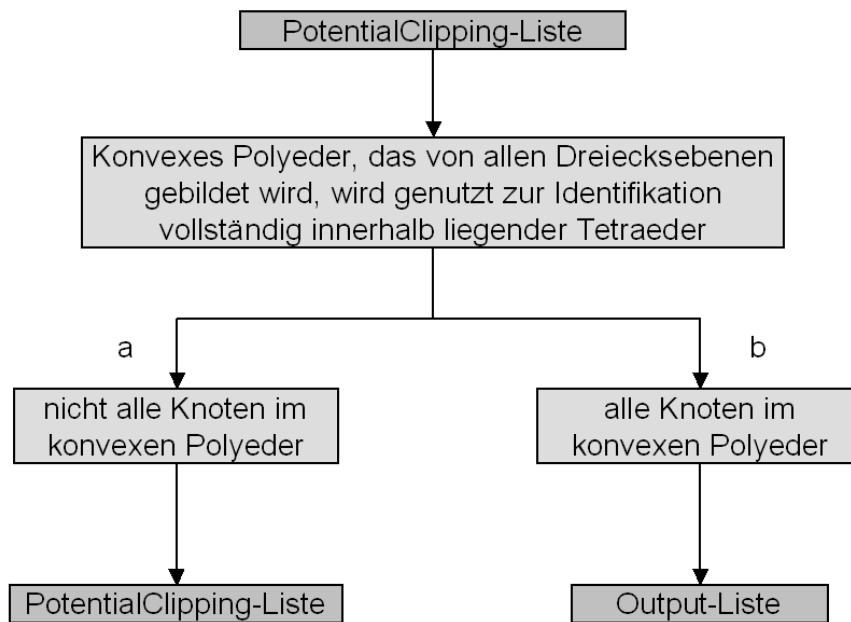 PotentialClipping-Liste
Konvexes Polyeder, das von allen Dreiecksebenen
gebildet wird, wird genutzt zur Identifikation
vollständig innerhalb liegender Tetraeder
a
b
nicht alle Knoten im
konvexen Polyeder
alle Knoten im
konvexen Polyeder
PotentialClipping-Liste
Output-Liste